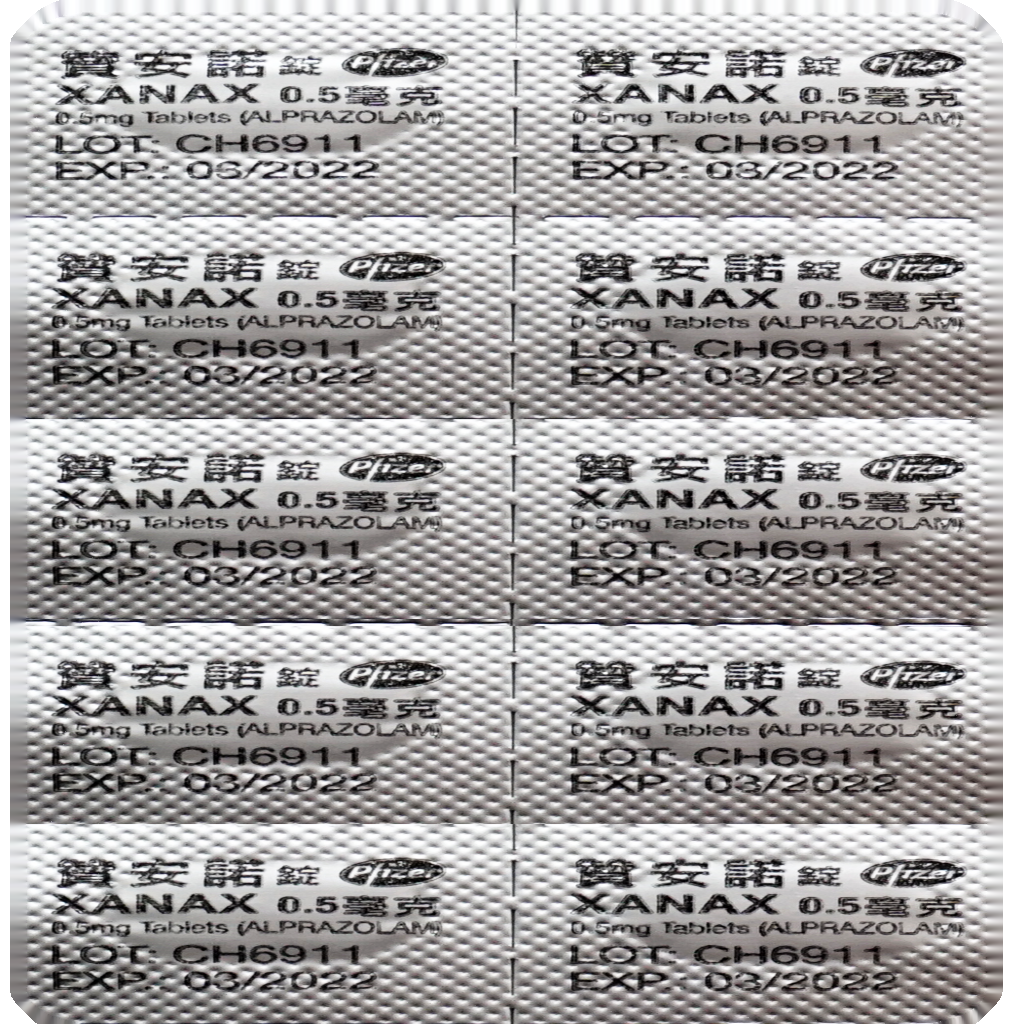 贊安諾錠 Pfizer 贊安諾錠 Pfizer
XANAX 0.5毫克 XANAX 0.5毫克
0.5mg Tablets (ALPRAZOLAM) 0.5mg Tablets (ALPRAZOLAM)
LOT: CH6911 LOT: CH6911
EXP.: 03/2022 EXP.: 03/2022
贊安諾錠 Pfizer 贊安諾錠 Pfizer
XANAX 0.5毫克 XANAX 0.5毫克
0.5mg Tablets (ALPRAZOLAM) 0.5mg Tablets (ALPRAZOLAM)
LOT: CH6911 LOT: CH6911
EXP.: 03/2022 EXP.: 03/2022
贊安諾錠 Pfizer 贊安諾錠 Pfizer
XANAX 0.5毫克 XANAX 0.5毫克
0.5mg Tablets (ALPRAZOLAM) 0.5mg Tablets (ALPRAZOLAM)
LOT: CH6911 LOT: CH6911
EXP.: 03/2022 EXP.: 03/2022
贊安諾錠 Pfizer 贊安諾錠 Pfizer
XANAX 0.5毫克 XANAX 0.5毫克
0.5mg Tablets (ALPRAZOLAM) 0.5mg Tablets (ALPRAZOLAM)
LOT: CH6911 LOT: CH6911
EXP.: 03/2022 EXP.: 03/2022
贊安諾錠 Pfizer 贊安諾錠 Pfizer
XANAX 0.5毫克 XANAX 0.5毫克
0.5mg Tablets (ALPRAZOLAM) 0.5mg Tablets (ALPRAZOLAM)
LOT: CH6911 LOT: CH6911
EXP.: 03/2022 EXP.: 03/2022